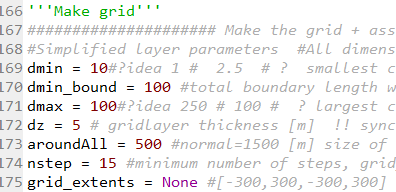 166 '''Make grid'''
167 ##################### Make the grid + ass
168 #Simplified layer parameters  #All dimens
169 dmin = 10#?idea 1 #  2.5  # ?  smallest c
170 dmin_bound = 100 #total boundary length w
171 dmax = 100#?idea 250 # 100 #  ? largest c
172 dz = 5 # gridlayer thickness [m]  !! sync
173 aroundAll = 500 #normal=1500 [m] size of
174 nstep = 15 #minimum number of steps, grid
175 grid_extents = None #[-300,300,-300,300]